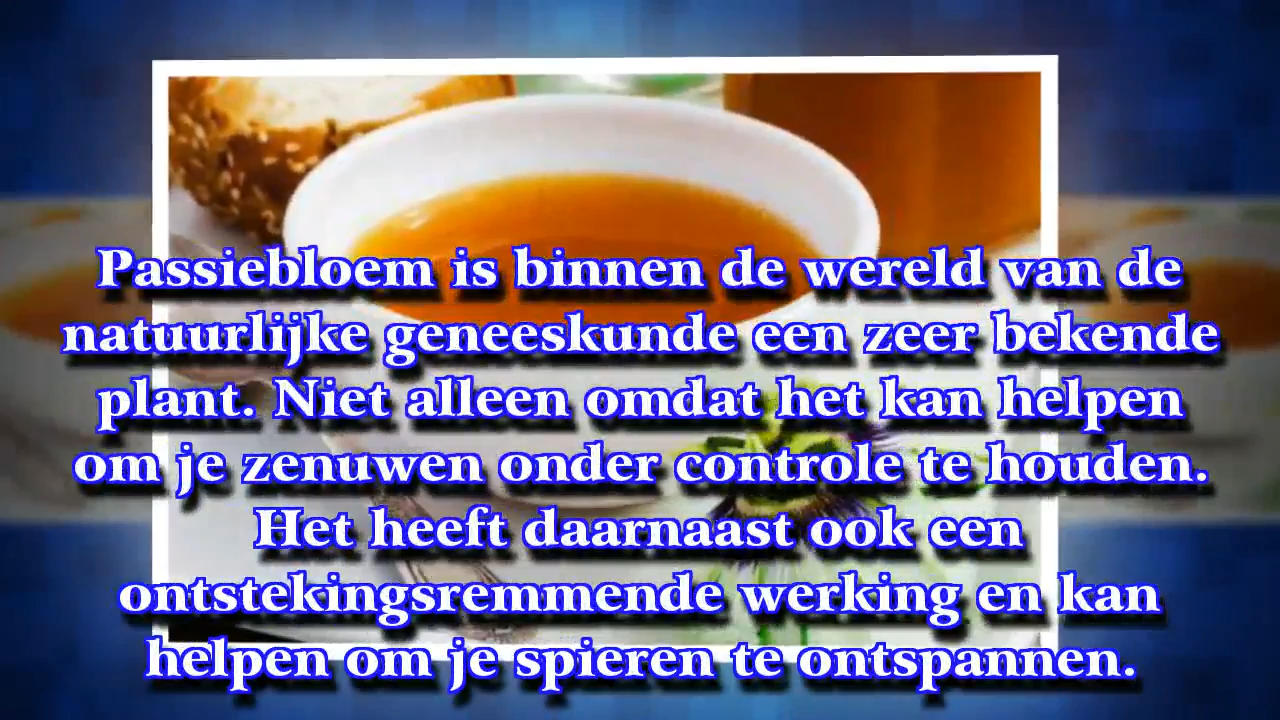 Passiebloem is binnen de wereld van de
natuurlijke geneeskunde een zeer bekende
plant. Niet alleen omdat het kan helpen
om je zenuwen onder controle te houden.
Het heeft daarnaast ook een
ontstekingsremmende werking en kan
helpen om je spieren te ontspannen.